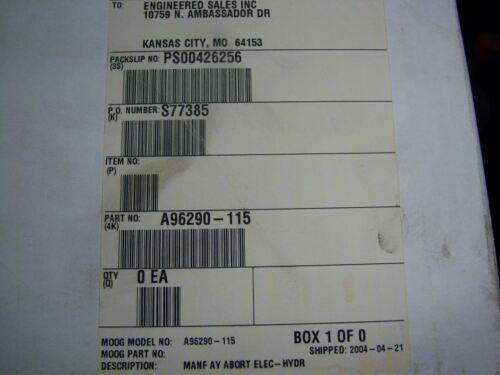 TO: ENGINEERED SALES INC
10759 N. AMBASSADOR DR
KANSAS CITY, MO 64153
PACKSLIP NO: PS00426256
(3S)
P.O. NUMBER: S77385
(K)
ITEM NO:
(P)
PART NO: A96290-115
(4K)
QTY 0 EA
(Q)
MOOG MODEL NO: A96290-115 BOX 1 OF 0
MOOG PART NO: SHIPPED: 2004-04-21
DESCRIPTION: MANF AY ABORT ELEC-HYDR